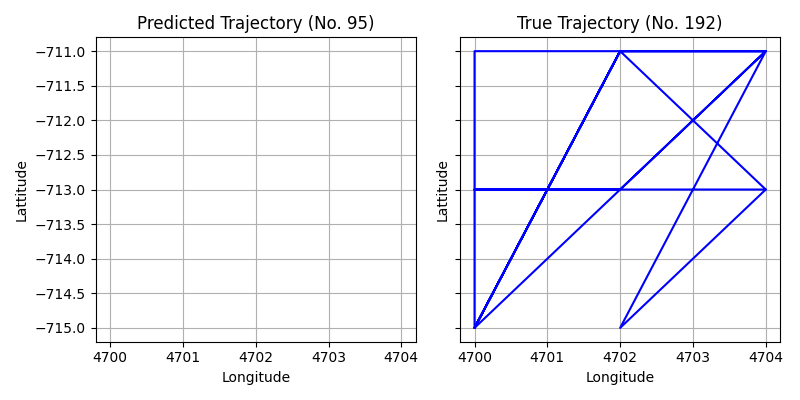 Predicted Trajectory (No. 95)
True Trajectory (No. 192)
Lattitude
−711.0
−711.5
−712.0
−712.5
−713.0
−713.5
−714.0
−714.5
−715.0
4700 4701 4702 4703 4704
Longitude
Lattitude
4700 4701 4702 4703 4704
Longitude